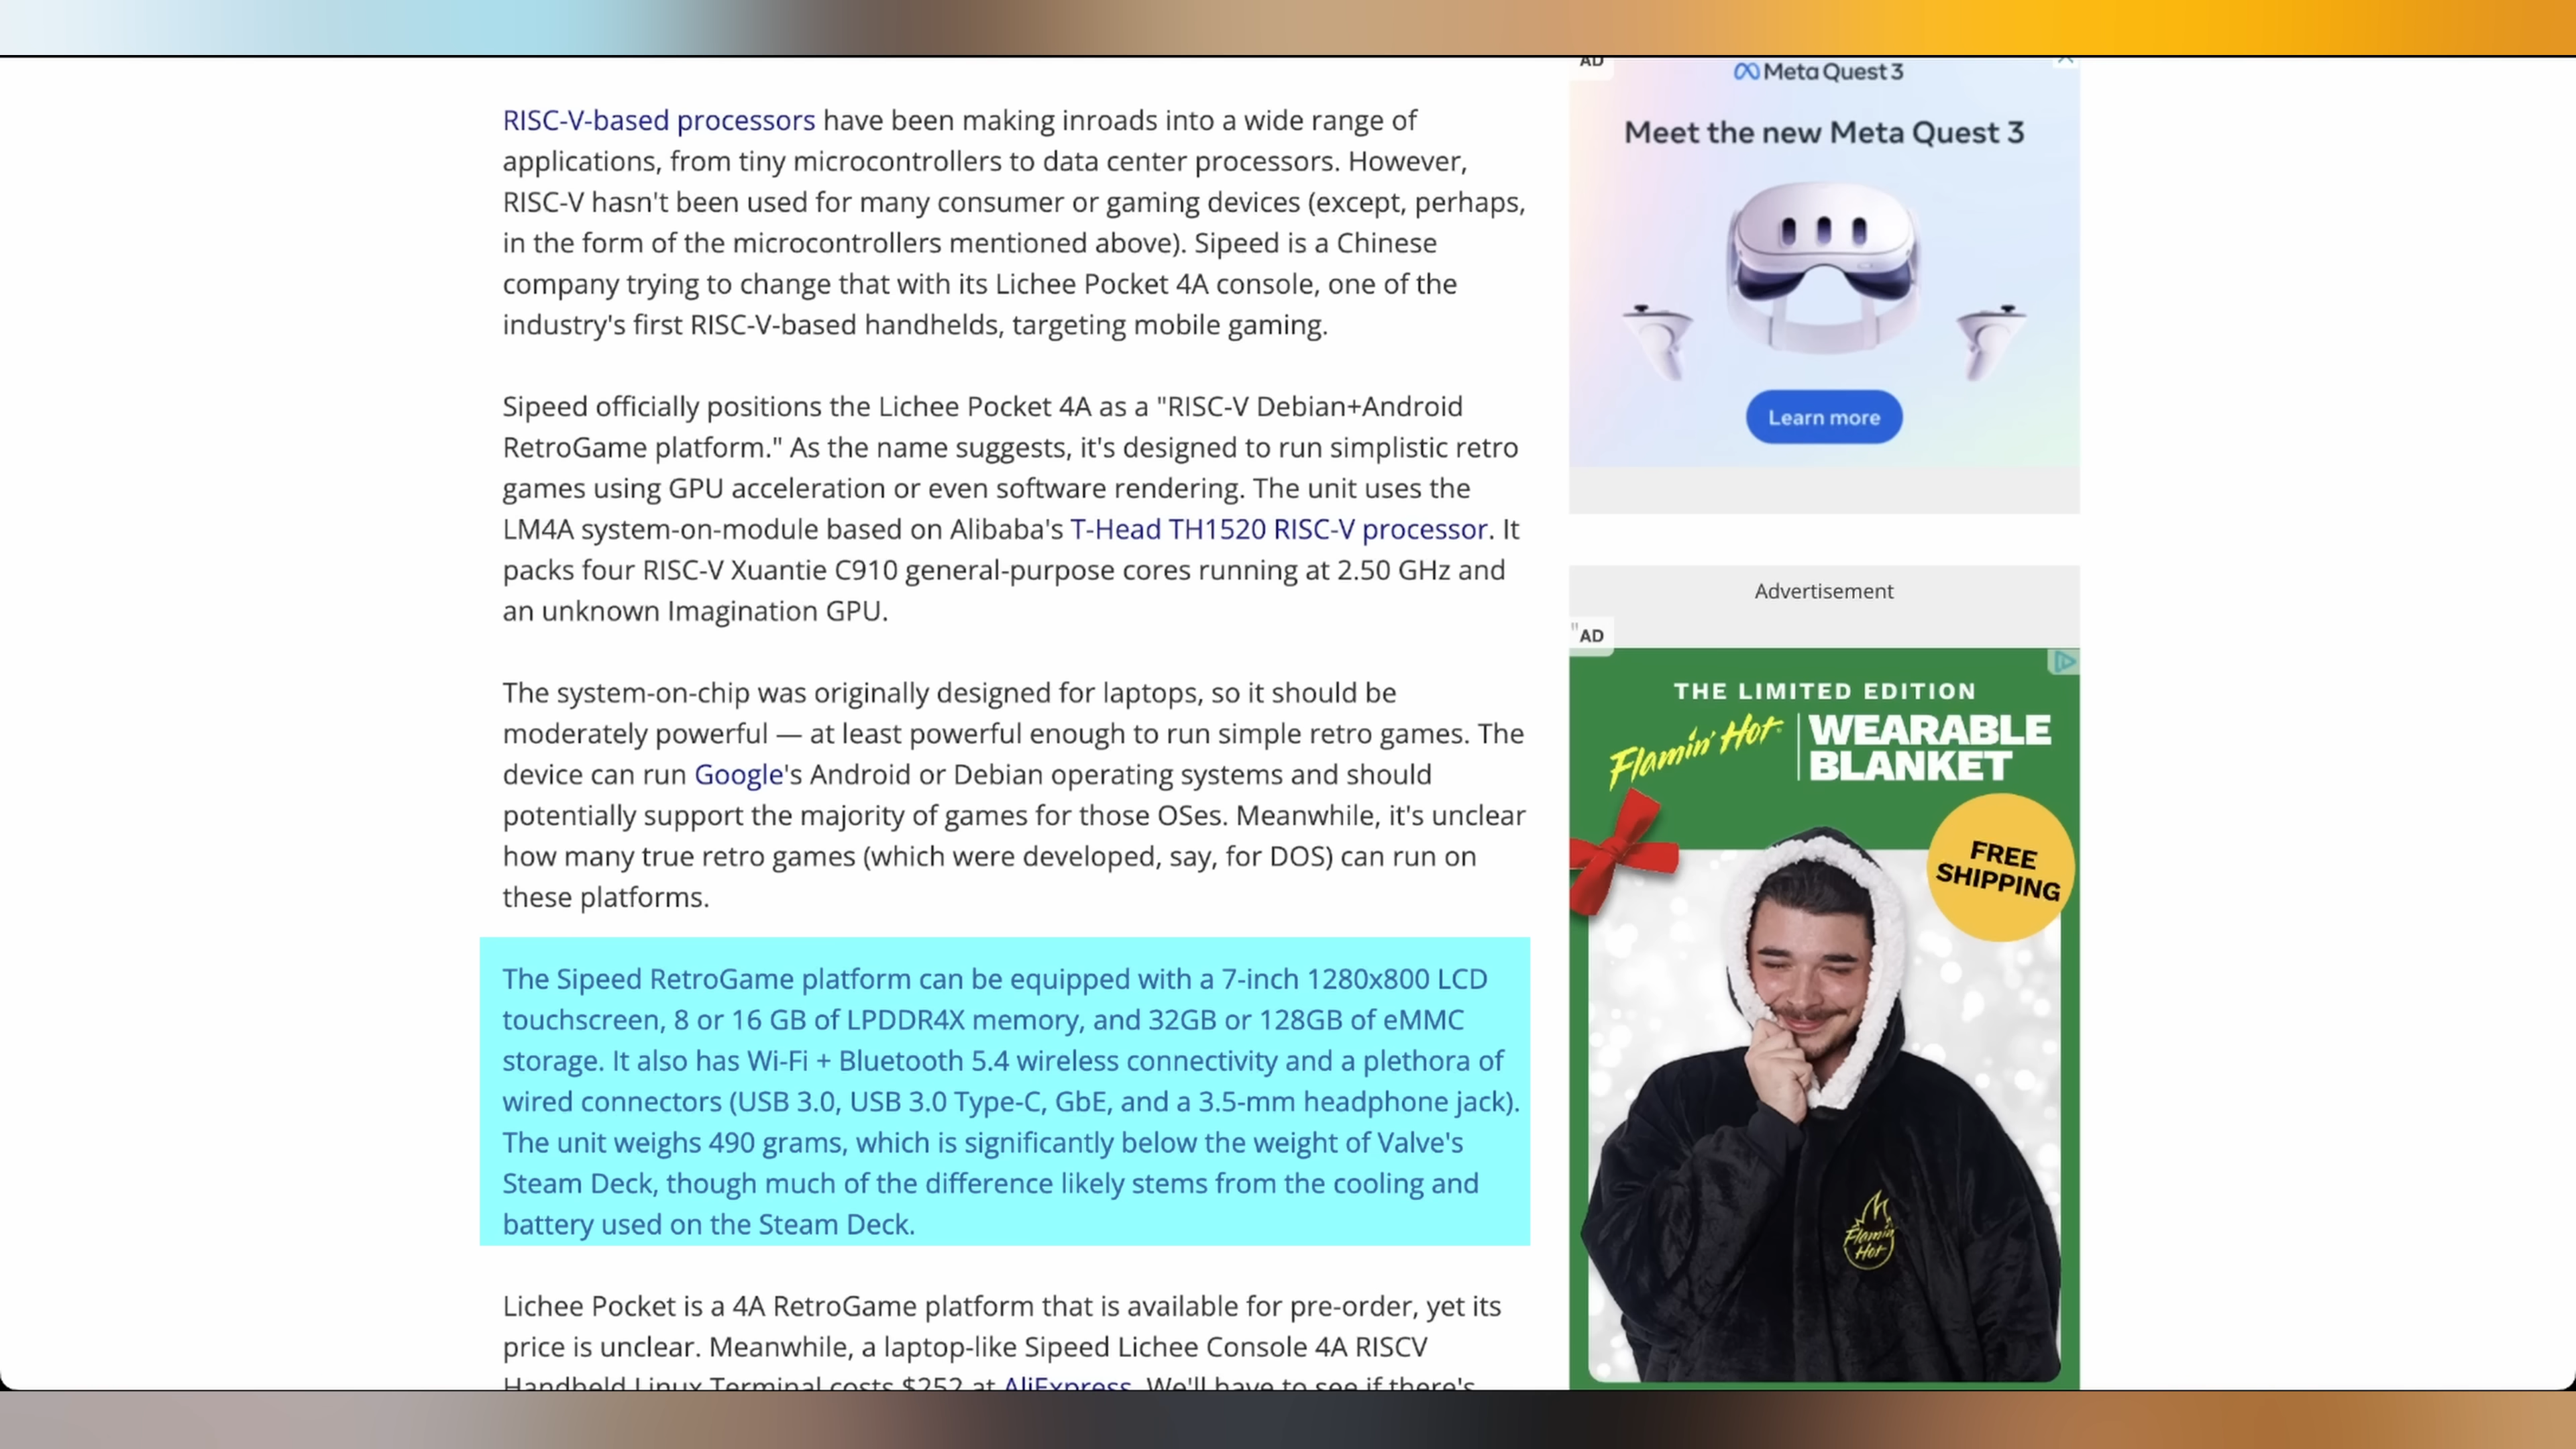 RISC-V-based processors have been making inroads into a wide range of
applications, from tiny microcontrollers to data center processors. However,
RISC-V hasn't been used for many consumer or gaming devices (except, perhaps,
in the form of the microcontrollers mentioned above). Sipeed is a Chinese
company trying to change that with its Lichee Pocket 4A console, one of the
industry's first RISC-V-based handhelds, targeting mobile gaming.
Sipeed officially positions the Lichee Pocket 4A as a "RISC-V Debian+Android
RetroGame platform." As the name suggests, it's designed to run simplistic retro
games using GPU acceleration or even software rendering. The unit uses the
LM4A system-on-module based on Alibaba's T-Head TH1520 RISC-V processor. It
packs four RISC-V Xuantie C910 general-purpose cores running at 2.50 GHz and
an unknown Imagination GPU.
The system-on-chip was originally designed for laptops, so it should be
moderately powerful — at least powerful enough to run simple retro games. The
device can run Google's Android or Debian operating systems and should
potentially support the majority of games for those OSes. Meanwhile, it's unclear
how many true retro games (which were developed, say, for DOS) can run on
these platforms.
The Sipeed RetroGame platform can be equipped with a 7-inch 1280x800 LCD
touchscreen, 8 or 16 GB of LPDDR4X memory, and 32GB or 128GB of eMMC
storage. It also has Wi-Fi + Bluetooth 5.4 wireless connectivity and a plethora of
wired connectors (USB 3.0, USB 3.0 Type-C, GbE, and a 3.5-mm headphone jack).
The unit weighs 490 grams, which is significantly below the weight of Valve's
Steam Deck, though much of the difference likely stems from the cooling and
battery used on the Steam Deck.
Lichee Pocket is a 4A RetroGame platform that is available for pre-order, yet its
price is unclear. Meanwhile, a laptop-like Sipeed Lichee Console 4A RISCV
Handheld Linux Terminal costs $252 at AliExpress. We'll have to see if there's
AD
Meta Quest 3
Meet the new Meta Quest 3
Learn more
Advertisement
"AD
THE LIMITED EDITION
Flamin' Hot
WEARABLE
BLANKET
FREE
SHIPPING
Flamin'
Hot